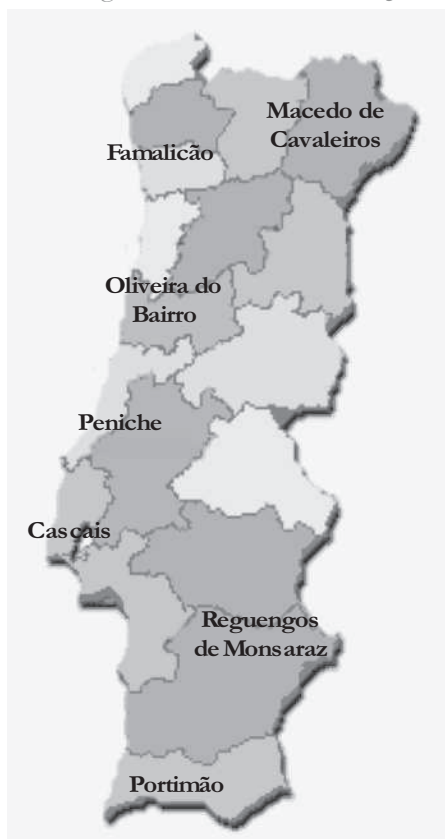 Macedo de
Cavaleiros
Famalicão
Oliveira do
Bairro
Peniche
Cascais
Reguengos
de Monsaraz
Portimão